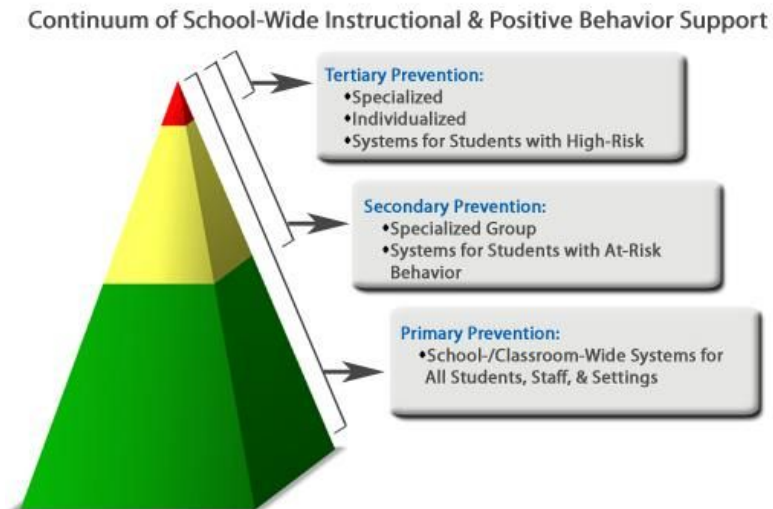 Continuum of School-Wide Instructional & Positive Behavior Support
Tertiary Prevention:
♦Specialized
♦Individualized
♦Systems for Students with High-Risk
Secondary Prevention:
♦Specialized Group
♦Systems for Students with At-Risk
Behavior
Primary Prevention:
♦School-/Classroom-Wide Systems for
All Students, Staff, & Settings